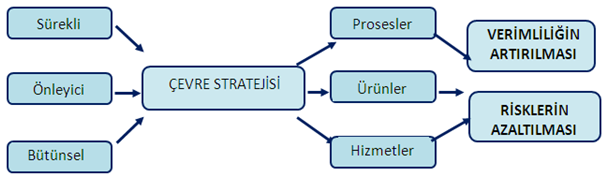 Sürekli
Önleyici
Bütünsel
ÇEVRE STRATEJİSİ
Prosesler
Ürünler
Hizmetler
VERİMLİLİĞİN
ARTIRILMASI
RİSKLERİN
AZALTILMASI